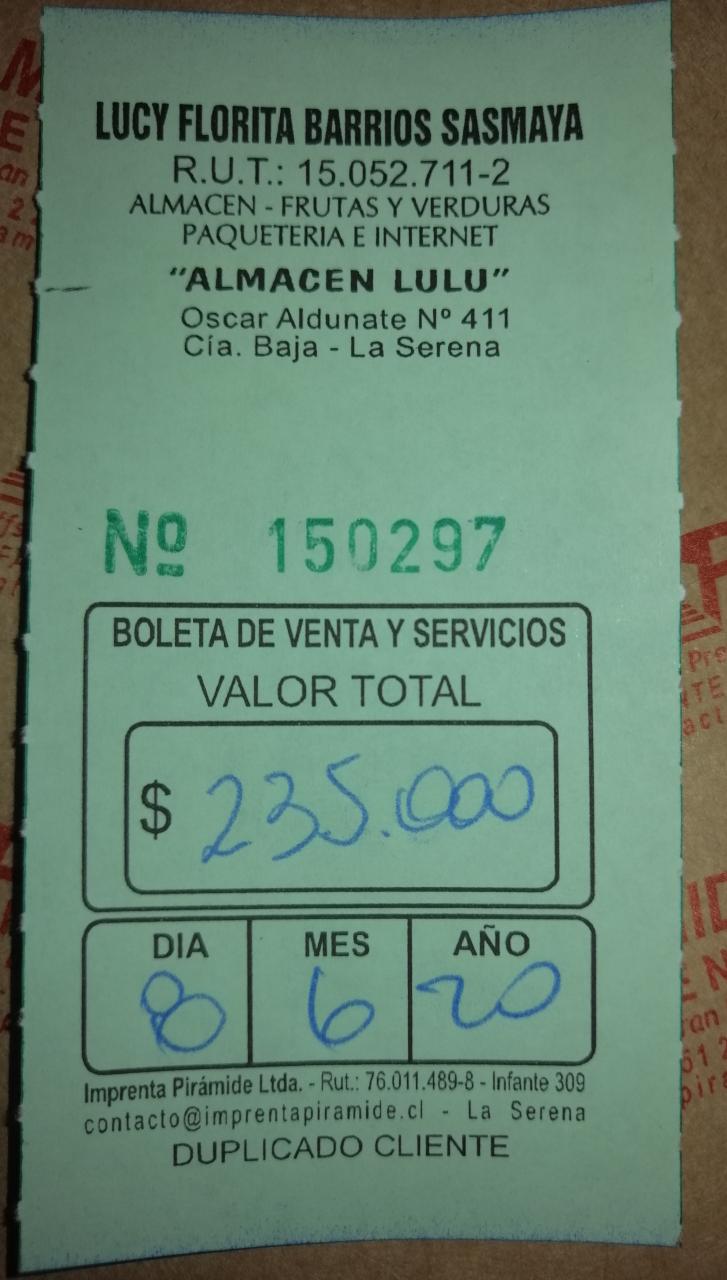 LUCY FLORITA BARRIOS SASMAYA
R.U.T.: 15.052.711-2
ALMACEN - FRUTAS Y VERDURAS
PAQUETERIA E INTERNET
"ALMACEN LULU"
Oscar Aldunate Nº 411
Cía. Baja - La Serena
Nº 150297
BOLETA DE VENTA Y SERVICIOS
VALOR TOTAL
$ 235.000
DIA MES AÑO
8 6 20
Imprenta Pirámide Ltda. - Rut.: 76.011.489-8 - Infante 309
contacto@imprentapiramide.cl - La Serena
DUPLICADO CLIENTE